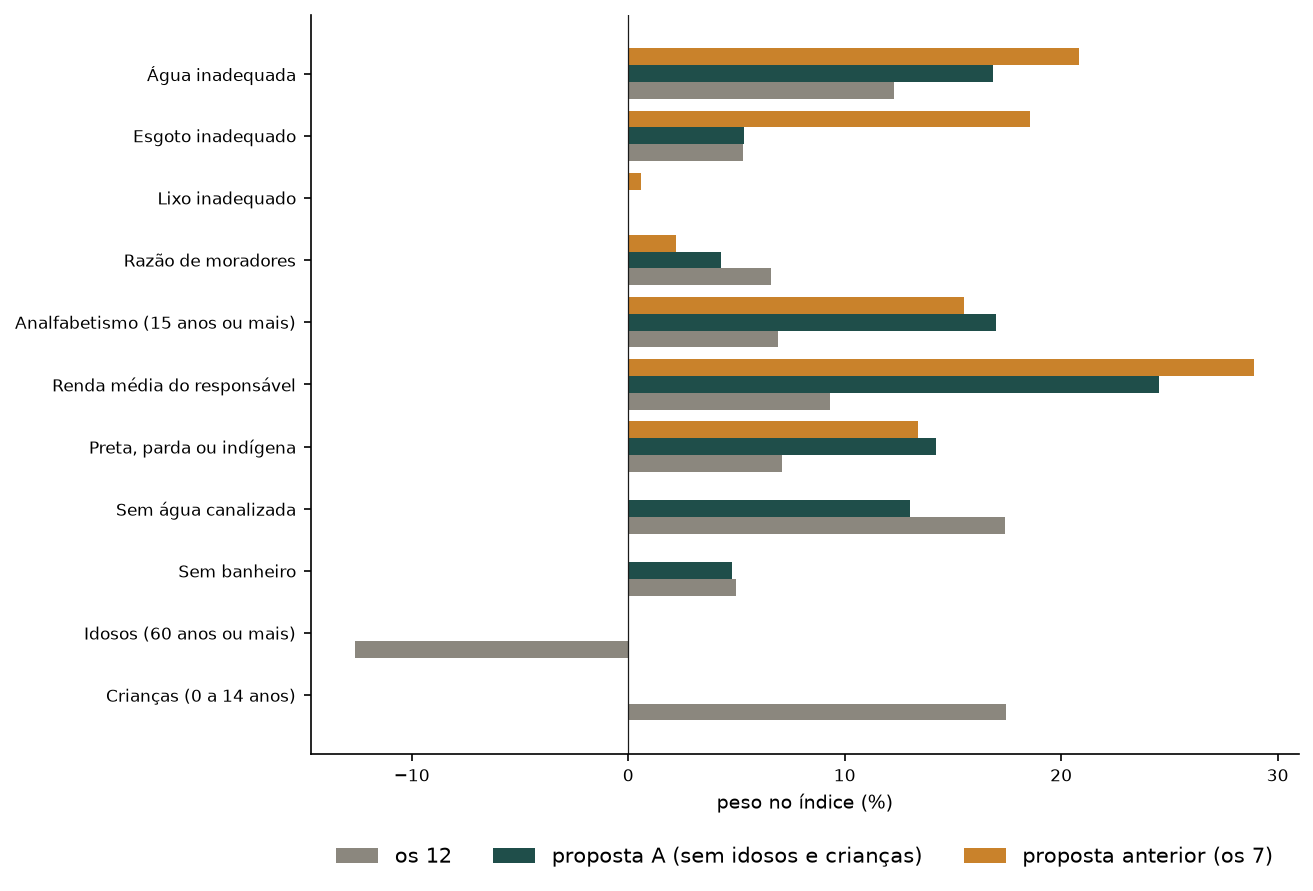 Água inadequada
Esgoto inadequado
Lixo inadequado
Razão de moradores
Analfabetismo (15 anos ou mais)
Renda média do responsável
Preta, parda ou indígena
Sem água canalizada
Sem banheiro
Idosos (60 anos ou mais)
Crianças (0 a 14 anos)
−10 0 10 20 30
peso no índice (%)
os 12 proposta A (sem idosos e crianças) proposta anterior (os 7)